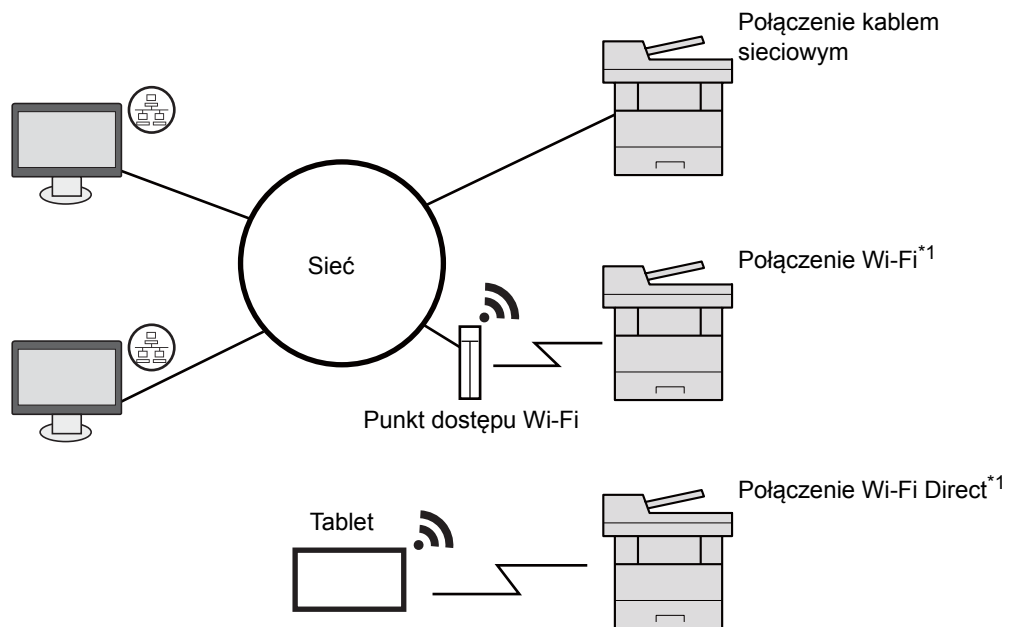 Połączenie kablem
sieciowym
Sieć
Połączenie Wi-Fi*1
Punkt dostępu Wi-Fi
Połączenie Wi-Fi Direct*1
Tablet